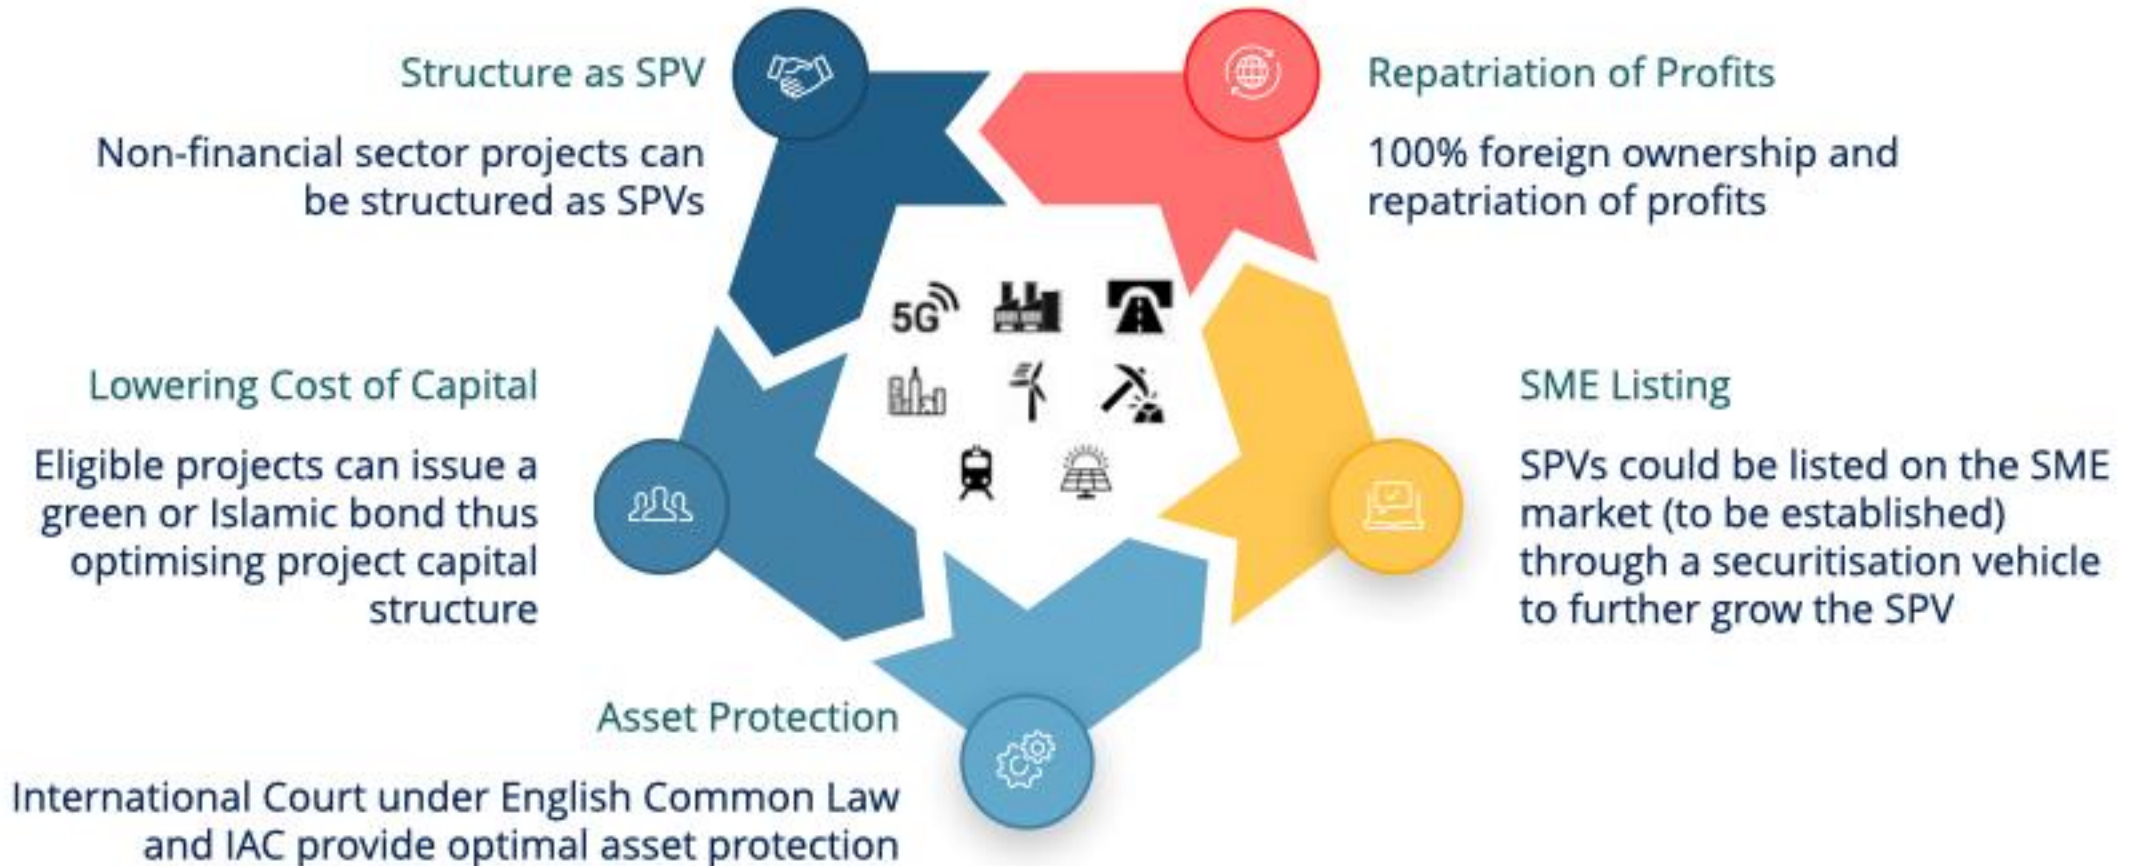 Structure as SPV
Non-financial sector projects can
be structured as SPVs
Repatriation of Profits
100% foreign ownership and
repatriation of profits
5G
Lowering Cost of Capital
Eligible projects can issue a
green or Islamic bond thus
optimising project capital
structure
SME Listing
SPVs could be listed on the SME
market (to be established)
through a securitisation vehicle
to further grow the SPV
Asset Protection
International Court under English Common Law
and IAC provide optimal asset protection